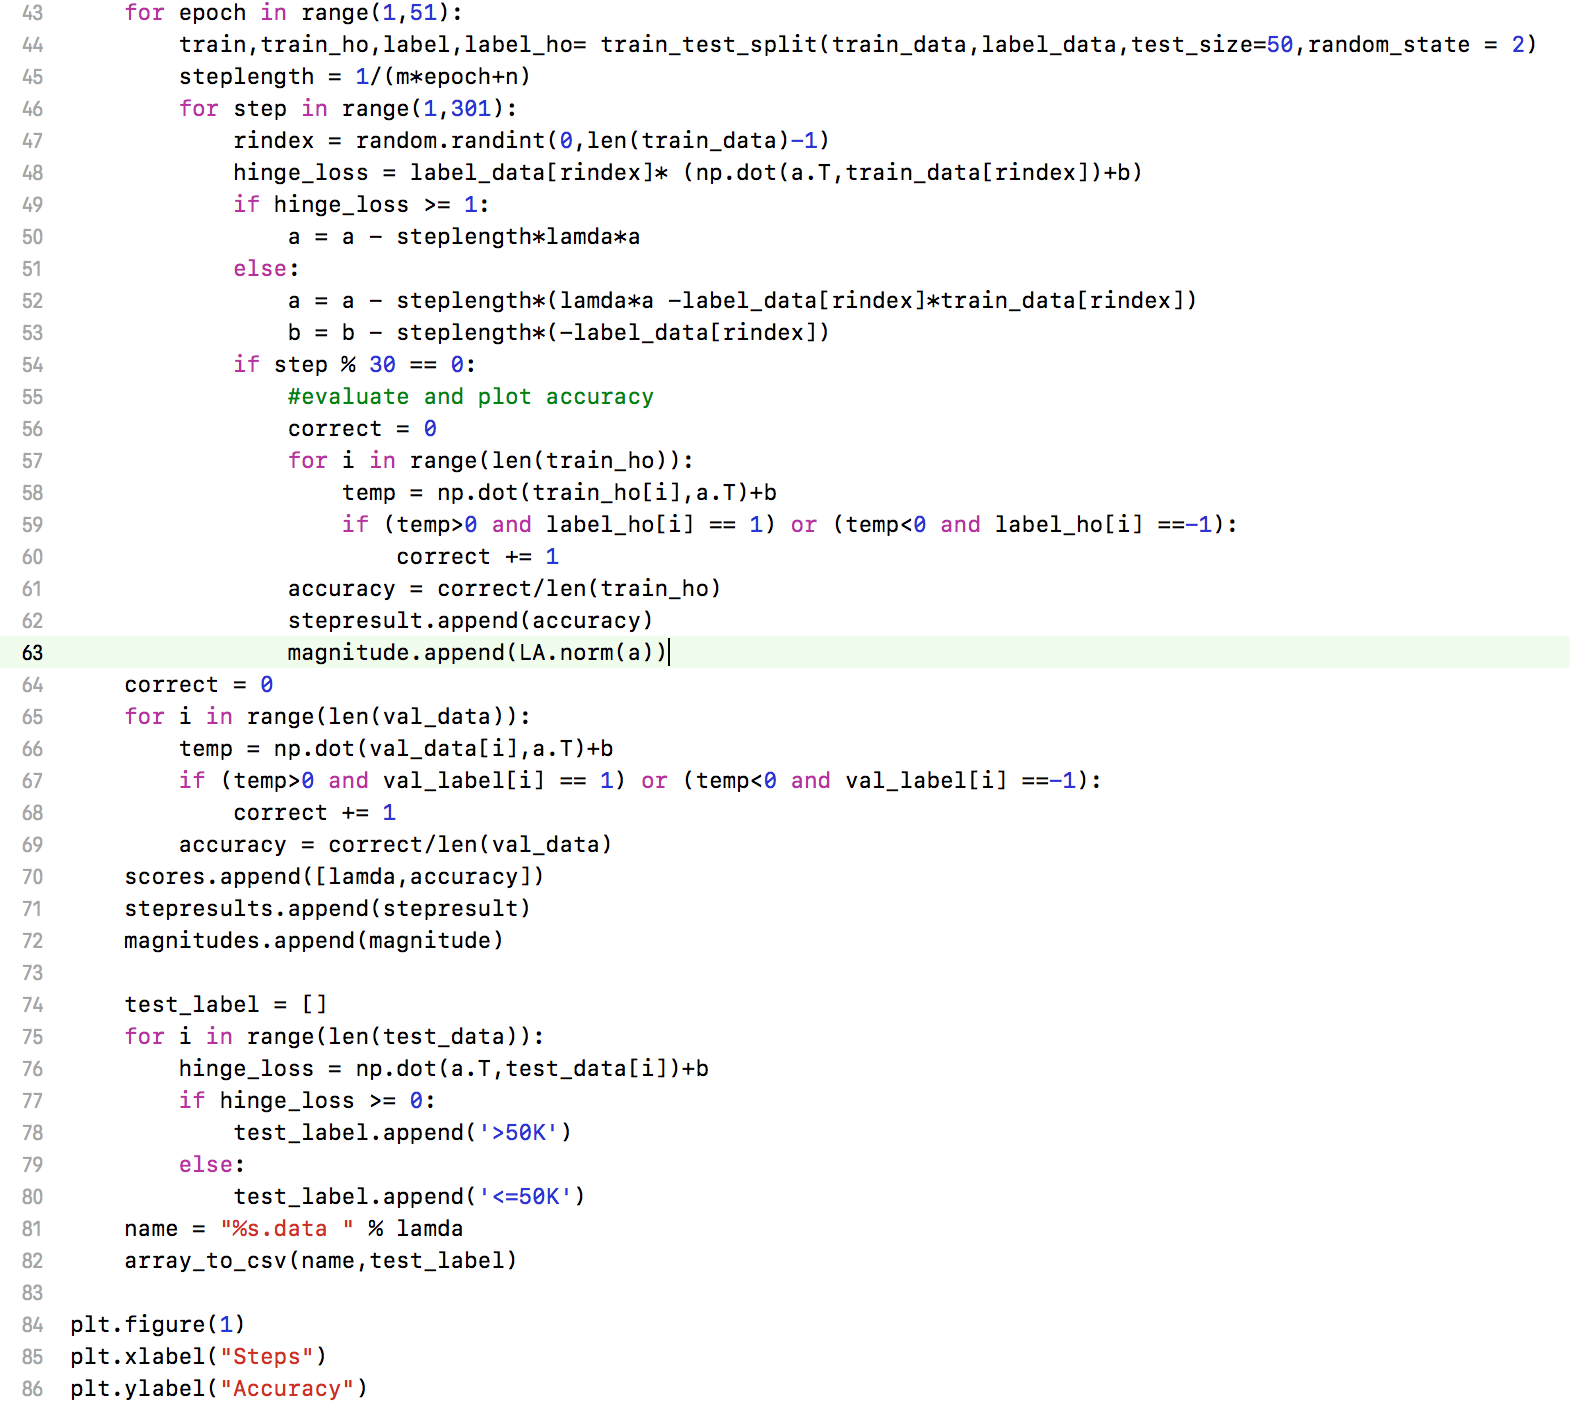 43 for epoch in range(1,51):
44 train,train_ho,label,label_ho= train_test_split(train_data,label_data,test_size=50,random_state = 2)
45 steplength = 1/(m*epoch+n)
46 for step in range(1,301):
47 rindex = random.randint(0,len(train_data)-1)
48 hinge_loss = label_data[rindex]* (np.dot(a.T,train_data[rindex])+b)
49 if hinge_loss >= 1:
50 a = a - steplength*lamda*a
51 else:
52 a = a - steplength*(lamda*a -label_data[rindex]*train_data[rindex])
53 b = b - steplength*(-label_data[rindex])
54 if step % 30 == 0:
55 #evaluate and plot accuracy
56 correct = 0
57 for i in range(len(train_ho)):
58 temp = np.dot(train_ho[i],a.T)+b
59 if (temp>0 and label_ho[i] == 1) or (temp<0 and label_ho[i] ==-1):
60 correct += 1
61 accuracy = correct/len(train_ho)
62 stepresult.append(accuracy)
63 magnitude.append(LA.norm(a))
64 correct = 0
65 for i in range(len(val_data)):
66 temp = np.dot(val_data[i],a.T)+b
67 if (temp>0 and val_label[i] == 1) or (temp<0 and val_label[i] ==-1):
68 correct += 1
69 accuracy = correct/len(val_data)
70 scores.append([lamda,accuracy])
71 stepresults.append(stepresult)
72 magnitudes.append(magnitude)
73
74 test_label = []
75 for i in range(len(test_data)):
76 hinge_loss = np.dot(a.T,test_data[i])+b
77 if hinge_loss >= 0:
78 test_label.append('>50K')
79 else:
80 test_label.append('<=50K')
81 name = "%s.data " % lamda
82 array_to_csv(name,test_label)
83
84 plt.figure(1)
85 plt.xlabel("Steps")
86 plt.ylabel("Accuracy")